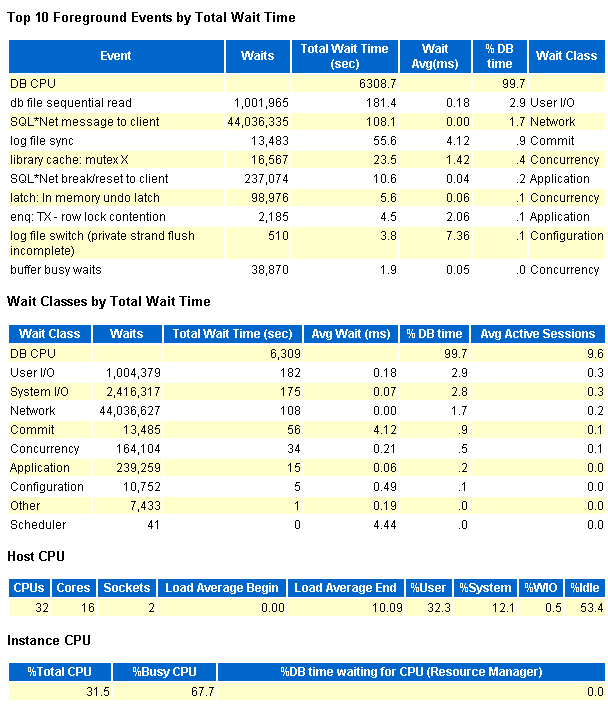 Top 10 Foreground Events by Total Wait Time
Event Waits Total Wait Time (sec) Wait Avg(ms) % DB time Wait Class
DB CPU 6308.7 99.7
db file sequential read 1,001,965 181.4 0.18 2.9 User I/O
SQL*Net message to client 44,036,335 108.1 0.00 1.7 Network
log file sync 13,483 55.6 4.12 .9 Commit
library cache: mutex X 16,567 23.5 1.42 .4 Concurrency
SQL*Net break/reset to client 237,074 10.6 0.04 .2 Application
latch: In memory undo latch 98,976 5.6 0.06 .1 Concurrency
enq: TX - row lock contention 2,185 4.5 2.06 .1 Application
log file switch (private strand flush incomplete) 510 3.8 7.36 .1 Configuration
buffer busy waits 38,870 1.9 0.05 .0 Concurrency
Wait Classes by Total Wait Time
Wait Class Waits Total Wait Time (sec) Avg Wait (ms) % DB time Avg Active Sessions
DB CPU 6,309 99.7 9.6
User I/O 1,004,379 182 0.18 2.9 0.3
System I/O 2,416,317 175 0.07 2.8 0.3
Network 44,036,627 108 0.00 1.7 0.2
Commit 13,485 56 4.12 .9 0.1
Concurrency 164,104 34 0.21 .5 0.1
Application 239,259 15 0.06 .2 0.0
Configuration 10,752 5 0.49 .1 0.0
Other 7,433 1 0.19 .0 0.0
Scheduler 41 0 4.44 .0 0.0
Host CPU
CPUs Cores Sockets Load Average Begin Load Average End %User %System %WIO %Idle
32 16 2 0.00 10.09 32.3 12.1 0.5 53.4
Instance CPU
%Total CPU %Busy CPU %DB time waiting for CPU (Resource Manager)
31.5 67.7 0.0